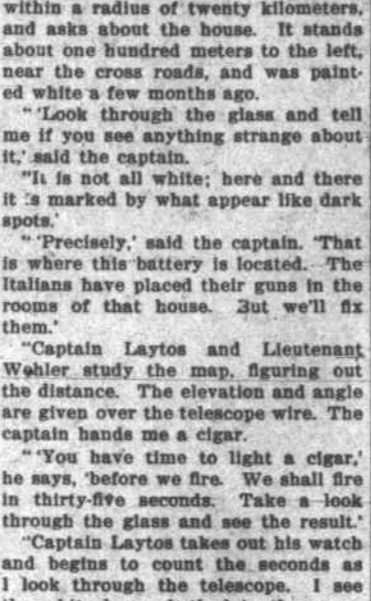 within a radius of twenty kilometers,
and asks about the house. It stands
about one hundred meters to the left,
near the cross roads, and was paint-
ed white a few months ago.
"'Look through the glass and tell
me if you see anything strange about
it,' said the captain.
"It is not all white; here and there
it is marked by what appear like dark
spots.'
"'Precisely,' said the captain. 'That
is where this battery is located. The
Italians have placed their guns in the
rooms of that house. But we'll fix
them.'
"Captain Laytos and Lieutenant
Wohler study the map, figuring out
the distance. The elevation and angle
are given over the telescope wire. The
captain hands me a cigar.
"'You have time to light a cigar,'
he says, 'before we fire. We shall fire
in thirty-five seconds. Take a look
through the glass and see the result.'
"Captain Laytos takes out his watch
and begins to count the seconds as
I look through the telescope. I see